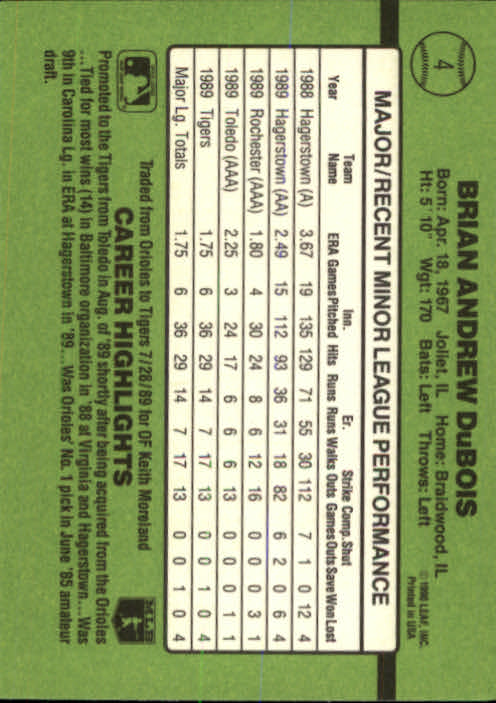 4
BRIAN ANDREW DuBOIS
Born: Apr. 18, 1967 Joliet, IL Home: Braidwood, IL
Ht: 5' 10" Wgt: 170 Bats: Left Throws: Left
© 1990 LEAF, INC.
Printed in USA
MAJOR/RECENT MINOR LEAGUE PERFORMANCE
Team Inn. Er. Strike Comp. Shut
Year Name ERA Games Pitched Hits Runs Runs Walks Outs Games Outs Save Won Lost
1988 Hagerstown (A) 3.67 19 135 129 71 55 30 112 7 1 0 12 4
1989 Hagerstown (AA) 2.49 15 112 93 36 31 18 82 6 2 0 6 4
1989 Rochester (AAA) 1.80 4 30 24 8 6 12 16 0 0 0 3 1
1989 Toledo (AAA) 2.25 3 24 17 6 6 6 13 0 0 0 1 1
1989 Tigers 1.75 6 36 29 14 7 17 13 0 0 1 0 4
Major Lg. Totals 1.75 6 36 29 14 7 17 13 0 0 1 0 4
Traded from Orioles to Tigers 7/28/89 for OF Keith Moreland
CAREER HIGHLIGHTS
MLB
Promoted to the Tigers from Toledo in Aug. of '89 shortly after being acquired from the Orioles
...Tied for most wins (14) in Baltimore organization in '88 at Virginia and Hagerstown...Was
9th in Carolina Lg. in ERA at Hagerstown in '89...Was Orioles' No. 1 pick in June '85 amateur
draft.